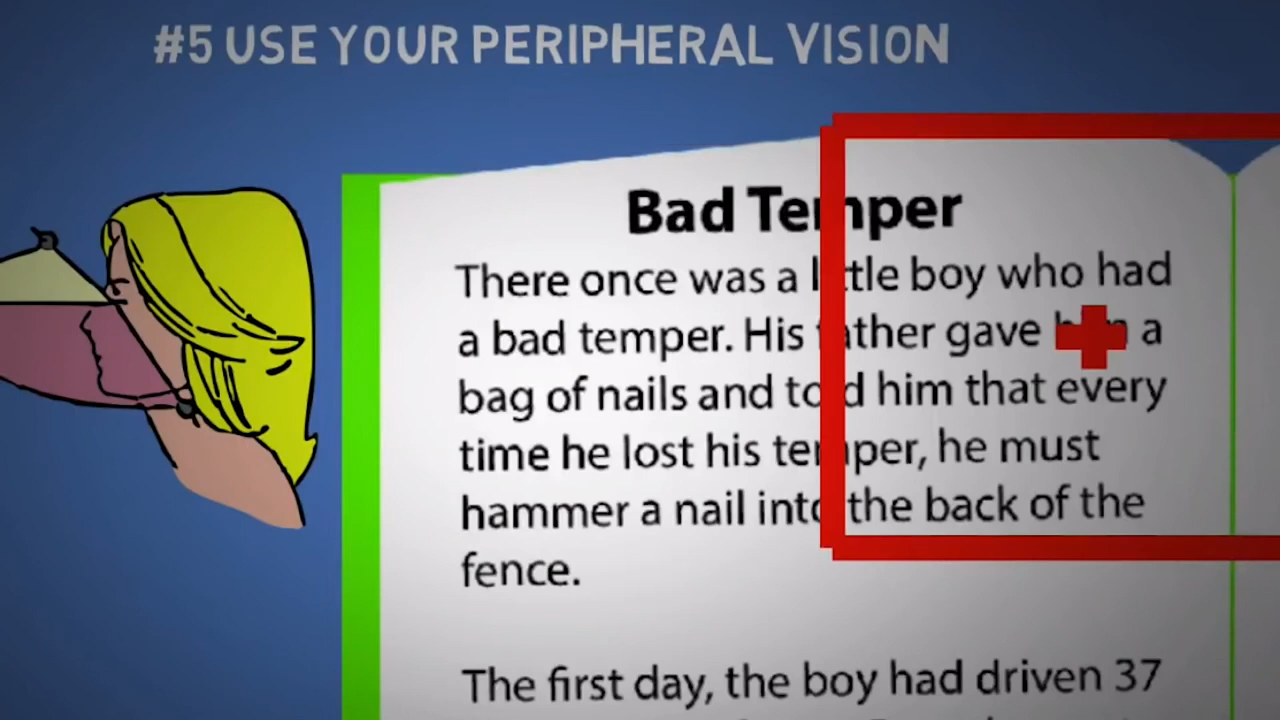 #5 USE YOUR PERIPHERAL VISION
Bad Temper
There once was a little boy who had
a bad temper. His father gave him a
bag of nails and told him that every
time he lost his temper, he must
hammer a nail into the back of the
fence.
The first day, the boy had driven 37